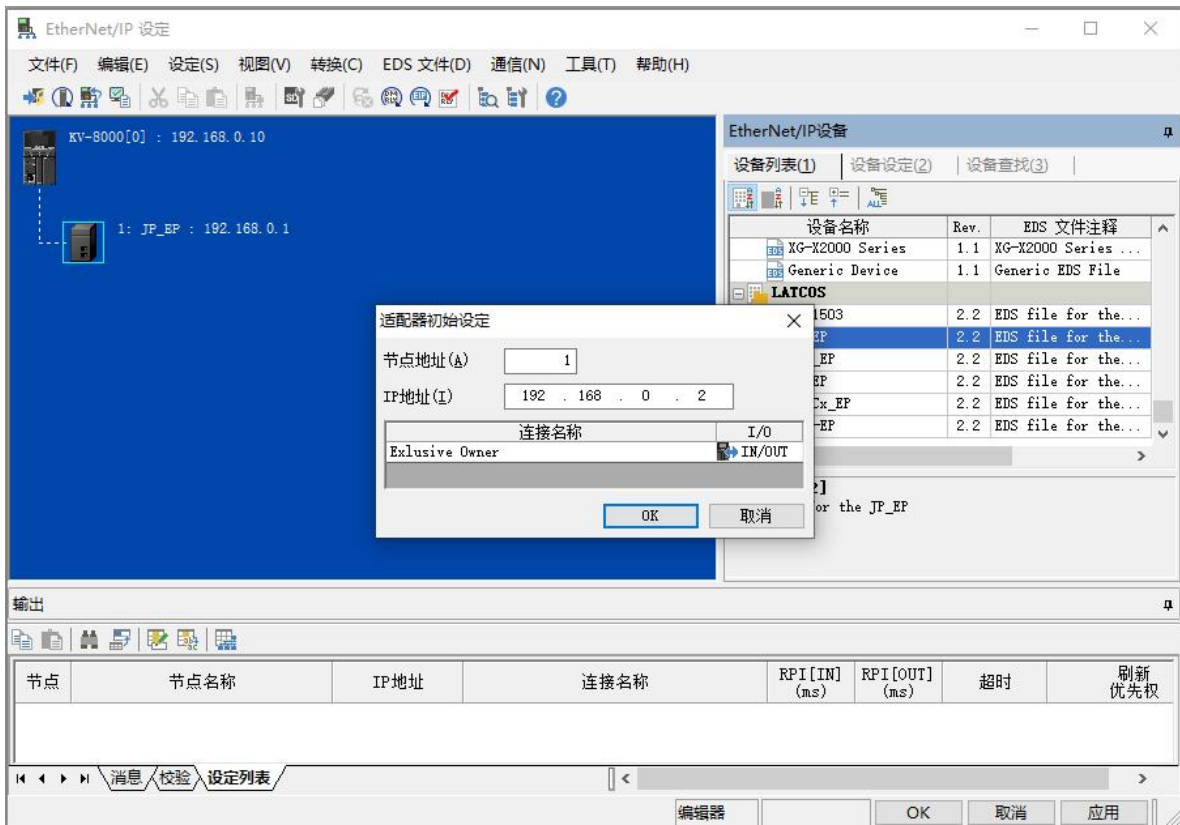 EtherNet/IP 设定
文件(F) 编辑(E) 设定(S) 视图(V) 转换(C) EDS 文件(D) 通信(N) 工具(T) 帮助(H)
KV-8000[0] : 192.168.0.10
1: JP_EP : 192.168.0.1
EtherNet/IP设备
设备列表(1) 设备设定(2) 设备查找(3)
设备名称 Rev. EDS 文件注释
XG-X2000 Series 1.1 XG-X2000 Series ...
Generic Device 1.1 Generic EDS File
LATCOS
1503 2.2 EDS file for the...
EP 2.2 EDS file for the...
_EP 2.2 EDS file for the...
EP 2.2 EDS file for the...
Cx_EP 2.2 EDS file for the...
-EP 2.2 EDS file for the...
or the JP_EP
适配器初始设定
节点地址(A) 1
IP地址(I) 192 . 168 . 0 . 2
连接名称 I/O
Exlusive Owner IN/OUT
OK 取消
输出
节点 节点名称 IP地址 连接名称 RPI[IN] (ms) RPI[OUT] (ms) 超时 刷新 优先权
消息 校验 设定列表
编辑器 OK 取消 应用